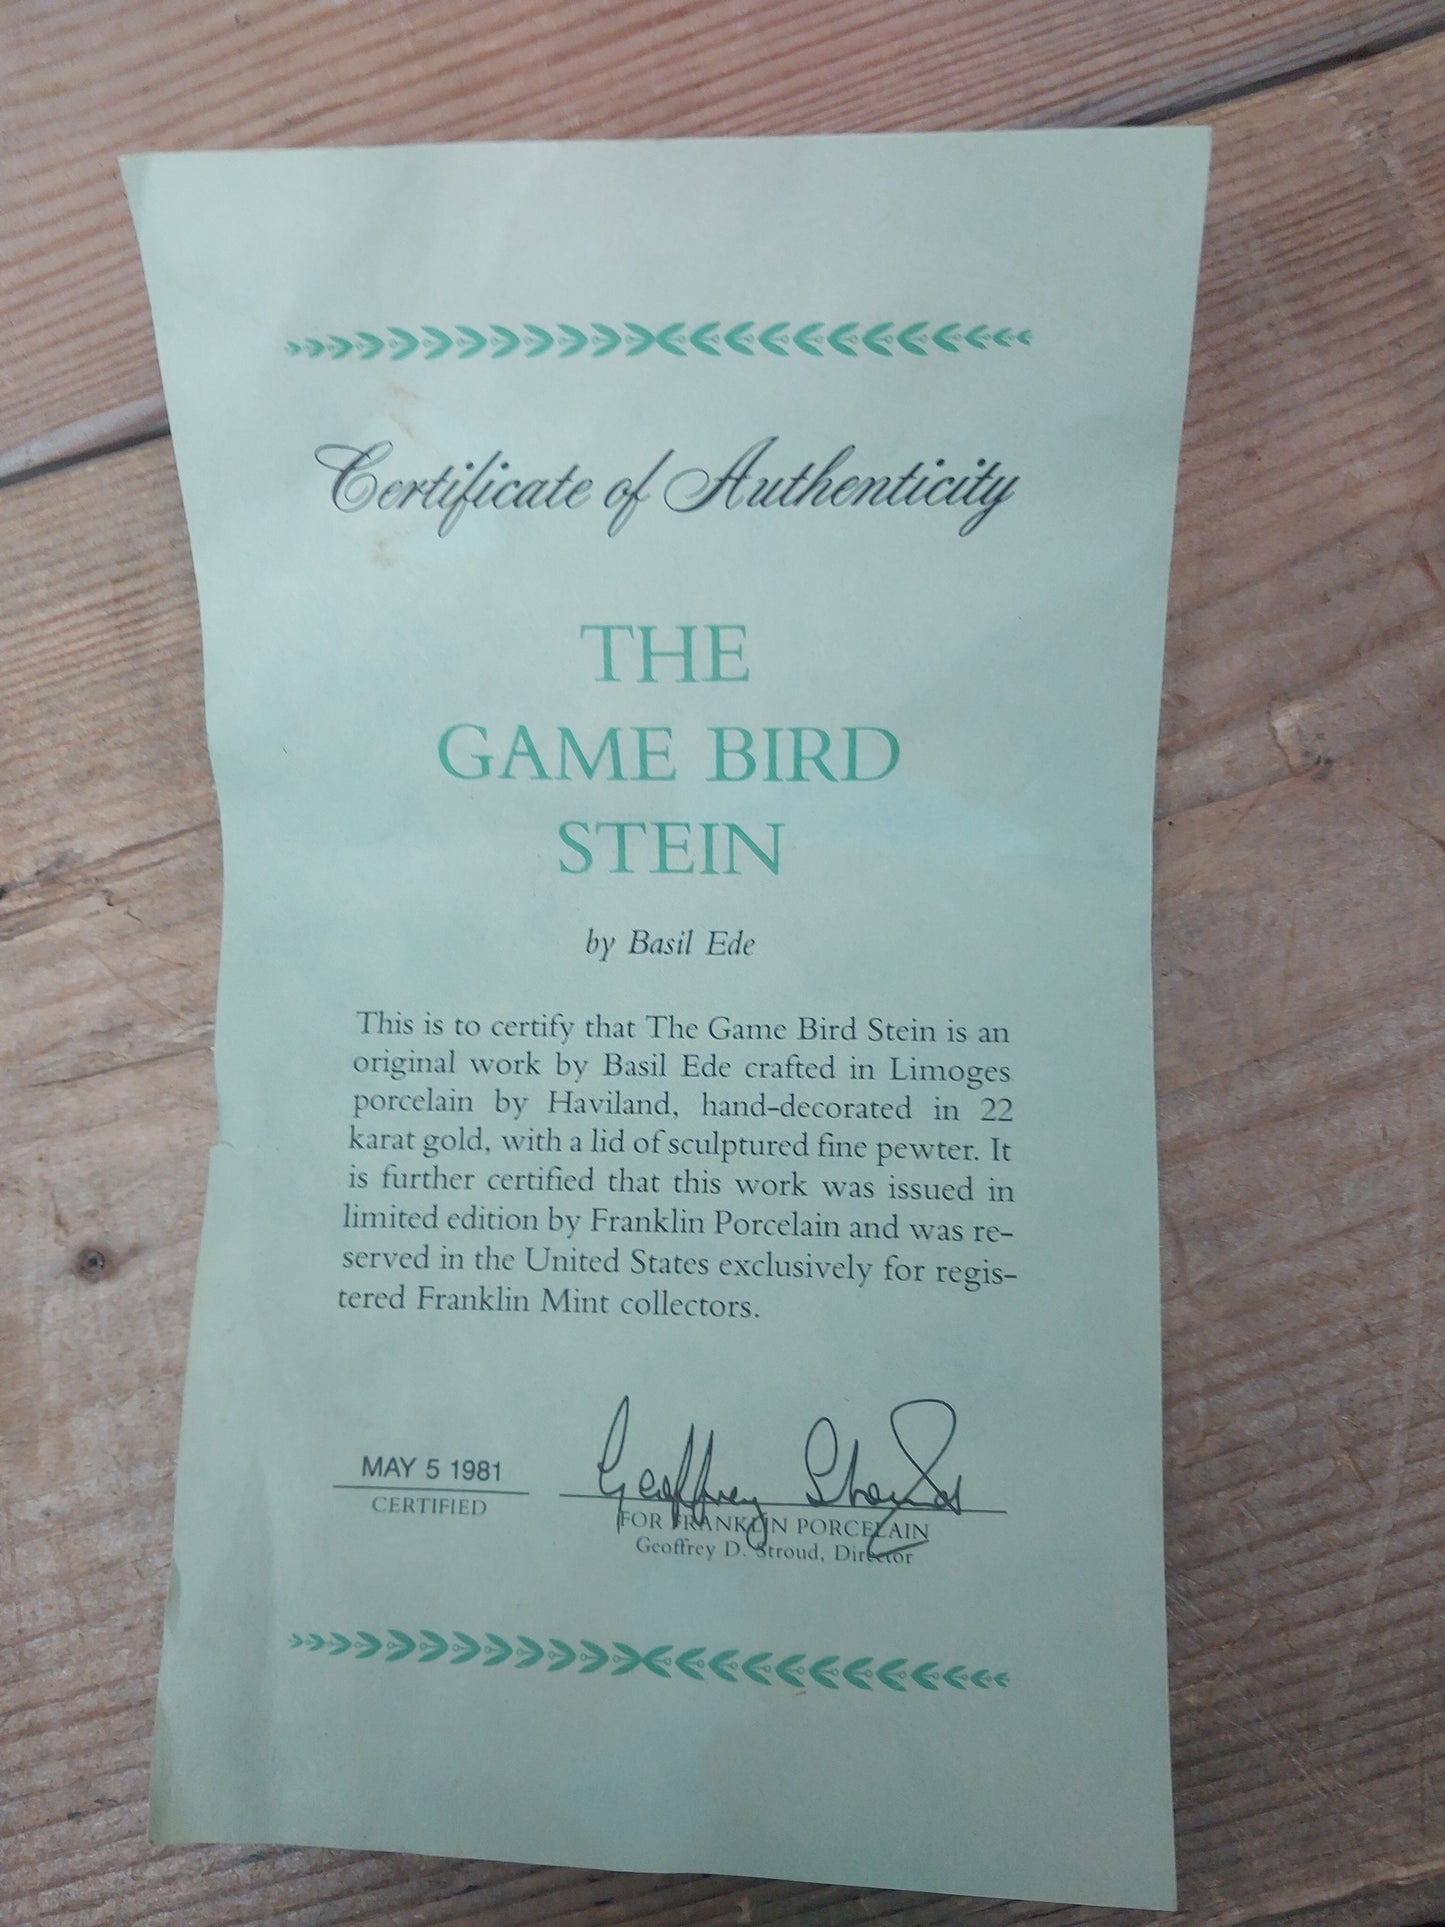 Certificate of Authenticity
THE
GAME BIRD
STEIN
by Basil Ede
This is to certify that The Game Bird Stein is an
original work by Basil Ede crafted in Limoges
porcelain by Haviland, hand-decorated in 22
karat gold, with a lid of sculptured fine pewter. It
is further certified that this work was issued in
limited edition by Franklin Porcelain and was re-
served in the United States exclusively for regis-
tered Franklin Mint collectors.
MAY 5 1981
CERTIFIED
Geoffrey Stroud
FOR FRANKLIN PORCELAIN
Geoffrey D. Stroud, Director